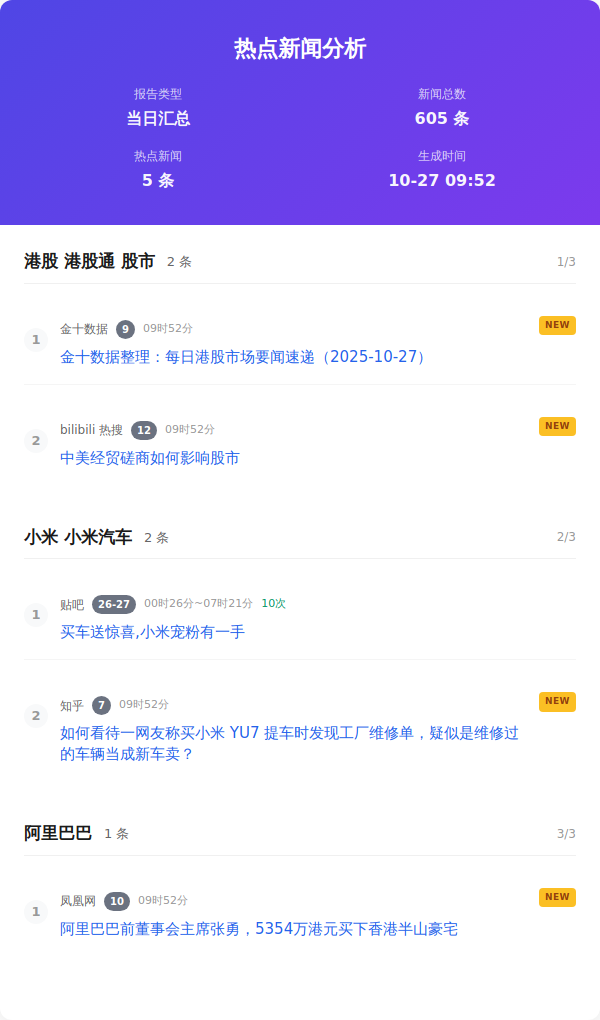 热点新闻分析
报告类型
当日汇总
新闻总数
605 条
热点新闻
5 条
生成时间
10-27 09:52
港股 港股通 股市 2 条 1/3
1 金十数据 9 09时52分 NEW
金十数据整理：每日港股市场要闻速递（2025-10-27）
2 bilibili 热搜 12 09时52分 NEW
中美经贸磋商如何影响股市
小米 小米汽车 2 条 2/3
1 贴吧 26-27 00时26分~07时21分 10次
买车送惊喜,小米宠粉有一手
2 知乎 7 09时52分 NEW
如何看待一网友称买小米 YU7 提车时发现工厂维修单，疑似是维修过
的车辆当成新车卖？
阿里巴巴 1 条 3/3
1 凤凰网 10 09时52分 NEW
阿里巴巴前董事会主席张勇，5354万港元买下香港半山豪宅